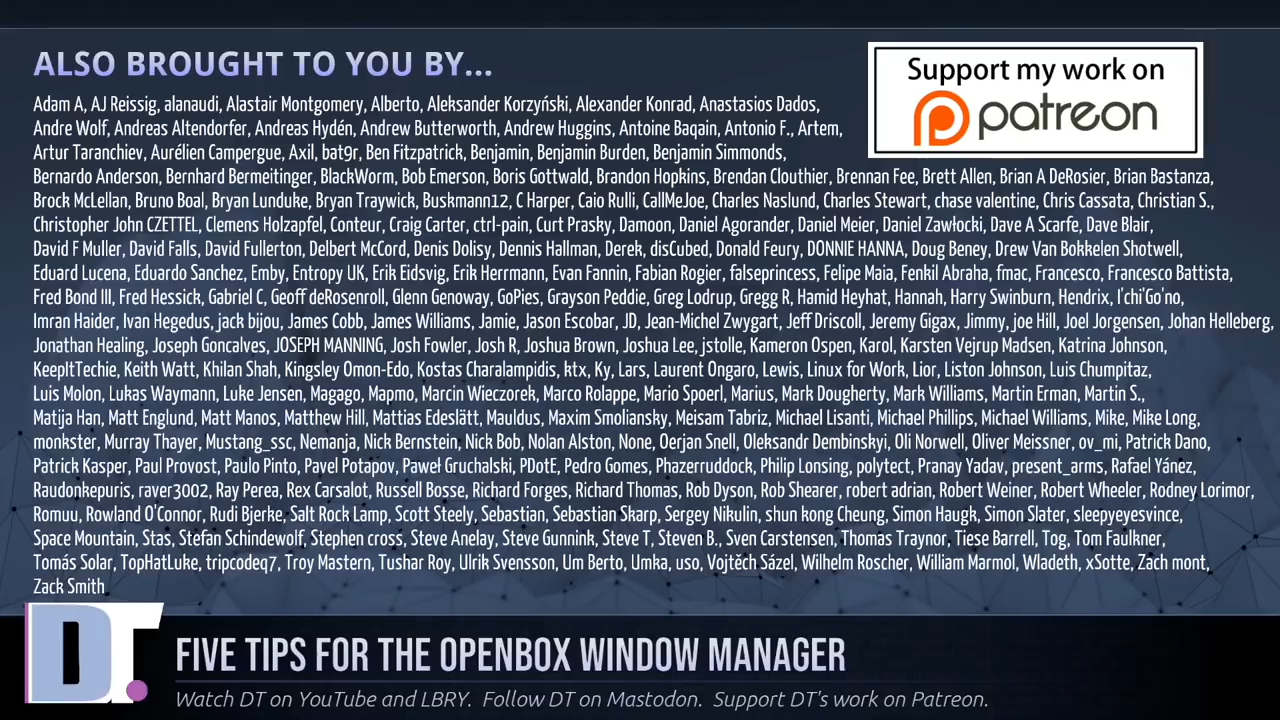 ALSO BROUGHT TO YOU BY...
Support my work on
patreon
Adam A, AJ Reissig, alanaudi, Alastair Montgomery, Alberto, Aleksander Korzyński, Alexander Konrad, Anastasios Dados,
Andre Wolf, Andreas Altendorfer, Andreas Hydén, Andrew Butterworth, Andrew Huggins, Antoine Baqain, Antonio F., Artem,
Artur Taranchiev, Aurélien Campergue, Axil, bat9r, Ben Fitzpatrick, Benjamin, Benjamin Burden, Benjamin Simmonds,
Bernardo Anderson, Bernhard Bermeitinger, BlackWorm, Bob Emerson, Boris Gottwald, Brandon Hopkins, Brendan Clouthier, Brennan Fee, Brett Allen, Brian A DeRosier, Brian Bastanza,
Brock McLellan, Bruno Boal, Bryan Lunduke, Bryan Traywick, Buskmann12, C Harper, Caio Rulli, CallMeJoe, Charles Naslund, Charles Stewart, chase valentine, Chris Cassata, Christian S.,
Christopher John CZETTEL, Clemens Holzapfel, Conteur, Craig Carter, ctrl-pain, Curt Prasky, Damoon, Daniel Agorander, Daniel Meier, Daniel Zawłocki, Dave A Scarfe, Dave Blair,
David F Muller, David Falls, David Fullerton, Delbert McCord, Denis Dolisy, Dennis Hallman, Derek, disCubed, Donald Feury, DONNIE HANNA, Doug Beney, Drew Van Bokkelen Shotwell,
Eduard Lucena, Eduardo Sanchez, Emby, Entropy UK, Erik Eidsvig, Erik Herrmann, Evan Fannin, Fabian Rogier, falseprincess, Felipe Maia, Fenkil Abraha, fmac, Francesco, Francesco Battista,
Fred Bond III, Fred Hessick, Gabriel C, Geoff deRosenroll, Glenn Genoway, GoPies, Grayson Peddie, Greg Lodrup, Gregg R, Hamid Heyhat, Hannah, Harry Swinburn, Hendrix, I'chi'Go'no,
Imran Haider, Ivan Hegedus, jack bijou, James Cobb, James Williams, Jamie, Jason Escobar, JD, Jean-Michel Zwygart, Jeff Driscoll, Jeremy Gigax, Jimmy, joe Hill, Joel Jorgensen, Johan Helleberg,
Jonathan Healing, Joseph Goncalves, JOSEPH MANNING, Josh Fowler, Josh R, Joshua Brown, Joshua Lee, jstolle, Kameron Ospen, Karol, Karsten Vejrup Madsen, Katrina Johnson,
KeepItTechie, Keith Watt, Khilan Shah, Kingsley Omon-Edo, Kostas Charalampidis, ktx, Ky, Lars, Laurent Ongaro, Lewis, Linux for Work, Lior, Liston Johnson, Luis Chumpitaz,
Luis Molon, Lukas Waymann, Luke Jensen, Magago, Mapmo, Marcin Wieczorek, Marco Rolappe, Mario Spoerl, Marius, Mark Dougherty, Mark Williams, Martin Erman, Martin S.,
Matija Han, Matt Englund, Matt Manos, Matthew Hill, Mattias Edeslätt, Mauldus, Maxim Smoliansky, Meisam Tabriz, Michael Lisanti, Michael Phillips, Michael Williams, Mike, Mike Long,
monkster, Murray Thayer, Mustang_ssc, Nemanja, Nick Bernstein, Nick Bob, Nolan Alston, None, Oerjan Snell, Oleksandr Dembinskyi, Oli Norwell, Oliver Meissner, ov_mi, Patrick Dano,
Patrick Kasper, Paul Provost, Paulo Pinto, Pavel Potapov, Paweł Gruchalski, PDotE, Pedro Gomes, Phazerruddock, Philip Lonsing, polytect, Pranay Yadav, present_arms, Rafael Yánez,
Raudonkepuris, raver3002, Ray Perea, Rex Carsalot, Russell Bosse, Richard Forges, Richard Thomas, Rob Dyson, Rob Shearer, robert adrian, Robert Weiner, Robert Wheeler, Rodney Lorimor,
Romuu, Rowland O'Connor, Rudi Bjerke, Salt Rock Lamp, Scott Steely, Sebastian, Sebastian Skarp, Sergey Nikulin, shun kong Cheung, Simon Haugk, Simon Slater, sleepyeyesvince,
Space Mountain, Stas, Stefan Schindewolf, Stephen cross, Steve Anelay, Steve Gunnink, Steve T, Steven B., Sven Carstensen, Thomas Traynor, Tiese Barrell, Tog, Tom Faulkner,
Tomás Solar, TopHatLuke, tripcodeq7, Troy Mastern, Tushar Roy, Ulrik Svensson, Um Berto, Umka, uso, Vojtěch Sázel, Wilhelm Roscher, William Marmol, Wladeth, xSotte, Zach mont,
Zack Smith
DT.
FIVE TIPS FOR THE OPENBOX WINDOW MANAGER
Watch DT on YouTube and LBRY. Follow DT on Mastodon. Support DT's work on Patreon.